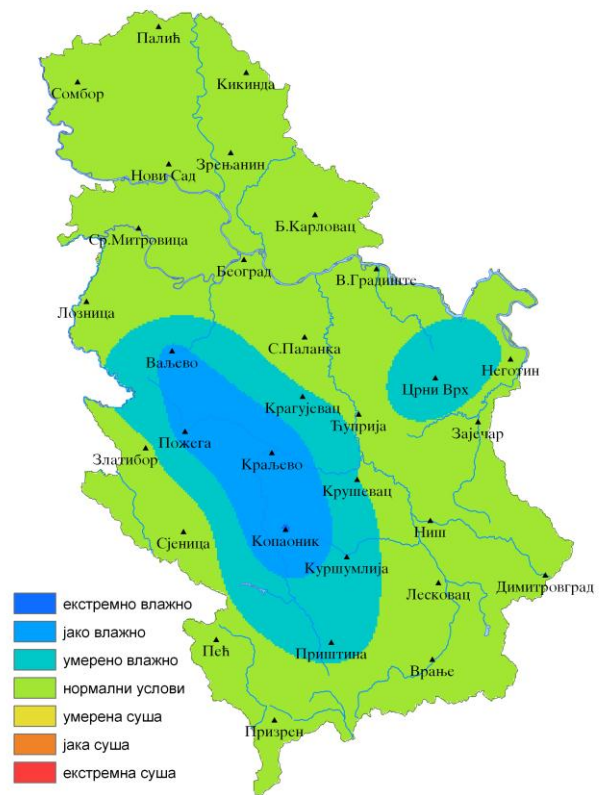 Палић
Кикинда
Сомбор
Зрењанин
Нови Сад
Б.Карловац
Ср.Митровица
Београд
В.Градиште
Лозница
С.Паланка
Ваљево
Неготин
Црни Врх
Крагујевац
Ћуприја
Зајечар
Пожега
Златибор
Краљево
Крушевац
Ниш
Сјеница
Копаоник
Куршумлија
Димитровград
Лесковац
екстремно влажно
јако влажно
умерено влажно
нормални услови
умерена суша
јака суша
екстремна суша
Пећ
Приштина
Врање
Призрен